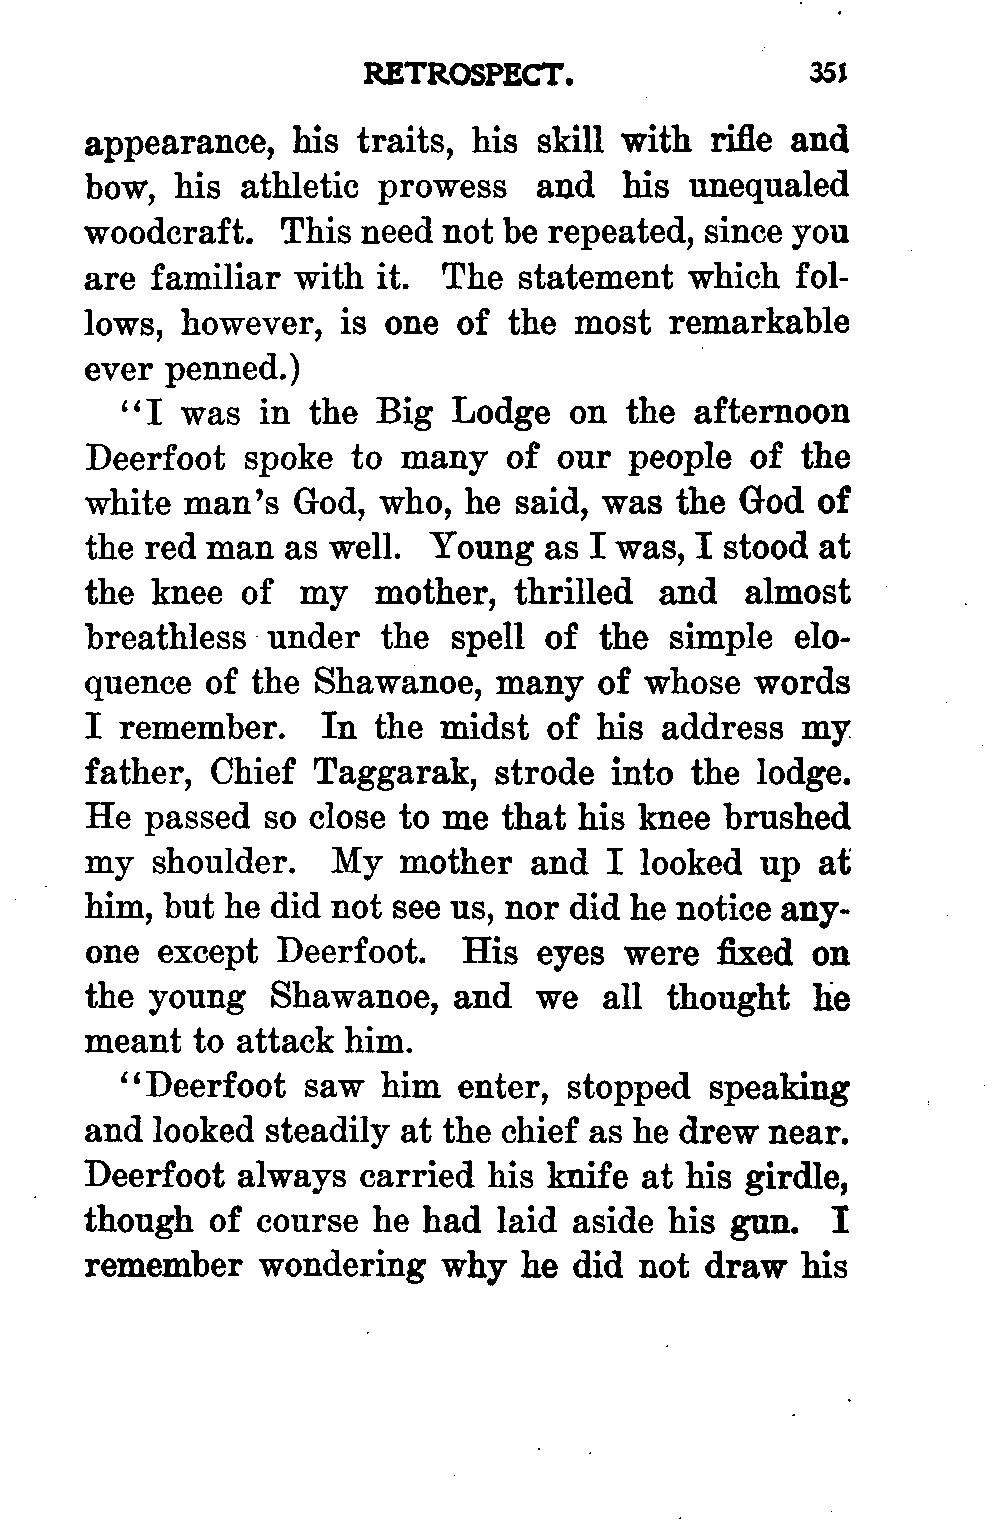 RETROSPECT. 351
appearance, his traits, his skill with rifle and
bow, his athletic prowess and his unequaled
woodcraft. This need not be repeated, since you
are familiar with it. The statement which fol-
lows, however, is one of the most remarkable
ever penned.)
“I was in the Big Lodge on the afternoon
Deerfoot spoke to many of our people of the
white man’s God, who, he said, was the God of
the red man as well. Young as I was, I stood at
the knee of my mother, thrilled and almost
breathless under the spell of the simple elo-
quence of the Shawanoe, many of whose words
I remember. In the midst of his address my
father, Chief Taggarak, strode into the lodge.
He passed so close to me that his knee brushed
my shoulder. My mother and I looked up at
him, but he did not see us, nor did he notice any-
one except Deerfoot. His eyes were fixed on
the young Shawanoe, and we all thought he
meant to attack him.
“Deerfoot saw him enter, stopped speaking
and looked steadily at the chief as he drew near.
Deerfoot always carried his knife at his girdle,
though of course he had laid aside his gun. I
remember wondering why he did not draw his